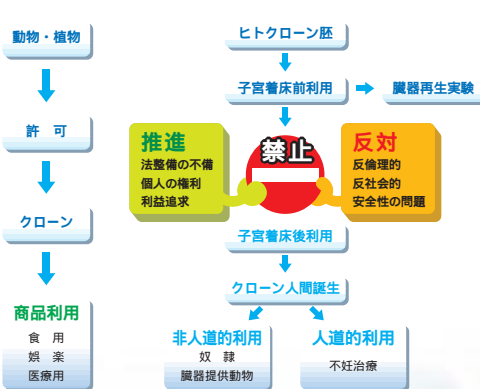 動物・植物
許　可
クローン
商品利用
食　用
娯　楽
医療用
ヒトクローン胚
子宮着床前利用
臓器再生実験
推進
法整備の不備
個人の権利
利益追求
禁止
反対
反倫理的
反社会的
安全性の問題
子宮着床後利用
クローン人間誕生
非人道的利用
奴　隷
臓器提供動物
人道的利用
不妊治療